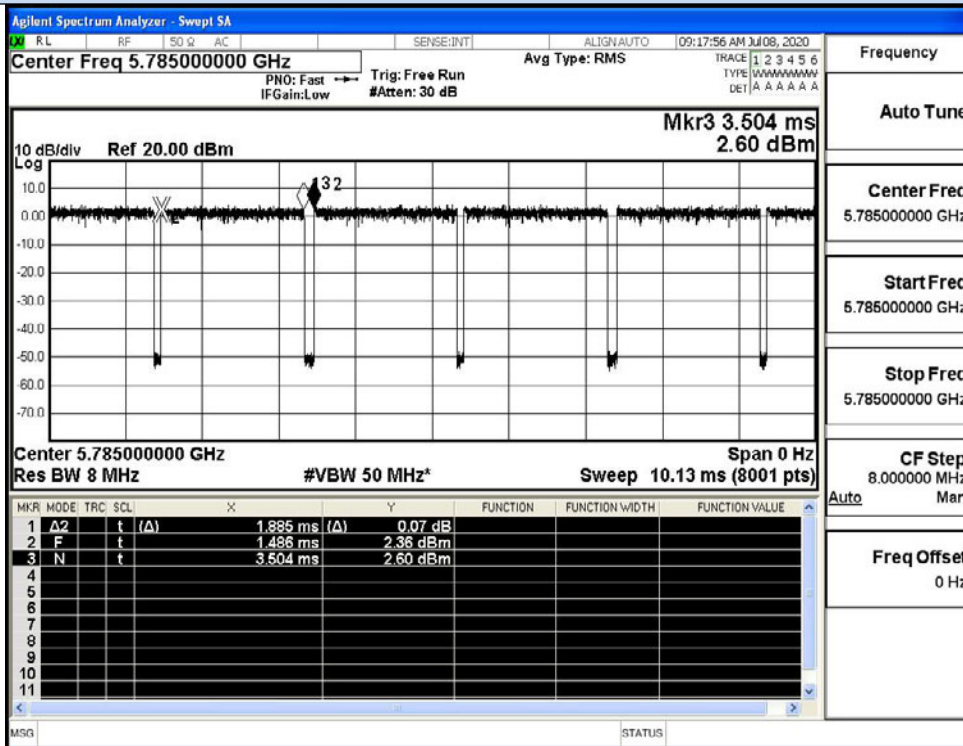 Agilent Spectrum Analyzer - Swept SA
RL RF 50 Ω AC SENSE:INT ALIGN AUTO 09:17:56 AM Jul 08, 2020
Center Freq 5.785000000 GHz
Avg Type: RMS
TRACE 1 2 3 4 5 6
TYPE WWWWWWWW
DET A A A A A A
PNO: Fast
IFGain:Low
Trig: Free Run
#Atten: 30 dB
Mkr3 3.504 ms
2.60 dBm
10 dB/div Ref 20.00 dBm
Log
10.0
0.00
-10.0
-20.0
-30.0
-40.0
-50.0
-60.0
-70.0
1 3 2
Center 5.785000000 GHz Span 0 Hz
Res BW 8 MHz #VBW 50 MHz* Sweep 10.13 ms (8001 pts)
MKR MODE TRC SCL X Y FUNCTION FUNCTION WIDTH FUNCTION VALUE
1 Δ2 t (Δ) 1.885 ms (Δ) 0.07 dB
2 F t 1.486 ms 2.36 dBm
3 N t 3.504 ms 2.60 dBm
4
5
6
7
8
9
10
11
MSG STATUS
Frequency
Auto Tune
Center Freq
5.785000000 GHz
Start Freq
5.785000000 GHz
Stop Freq
5.785000000 GHz
CF Step
8.000000 MHz
Auto Man
Freq Offset
0 Hz